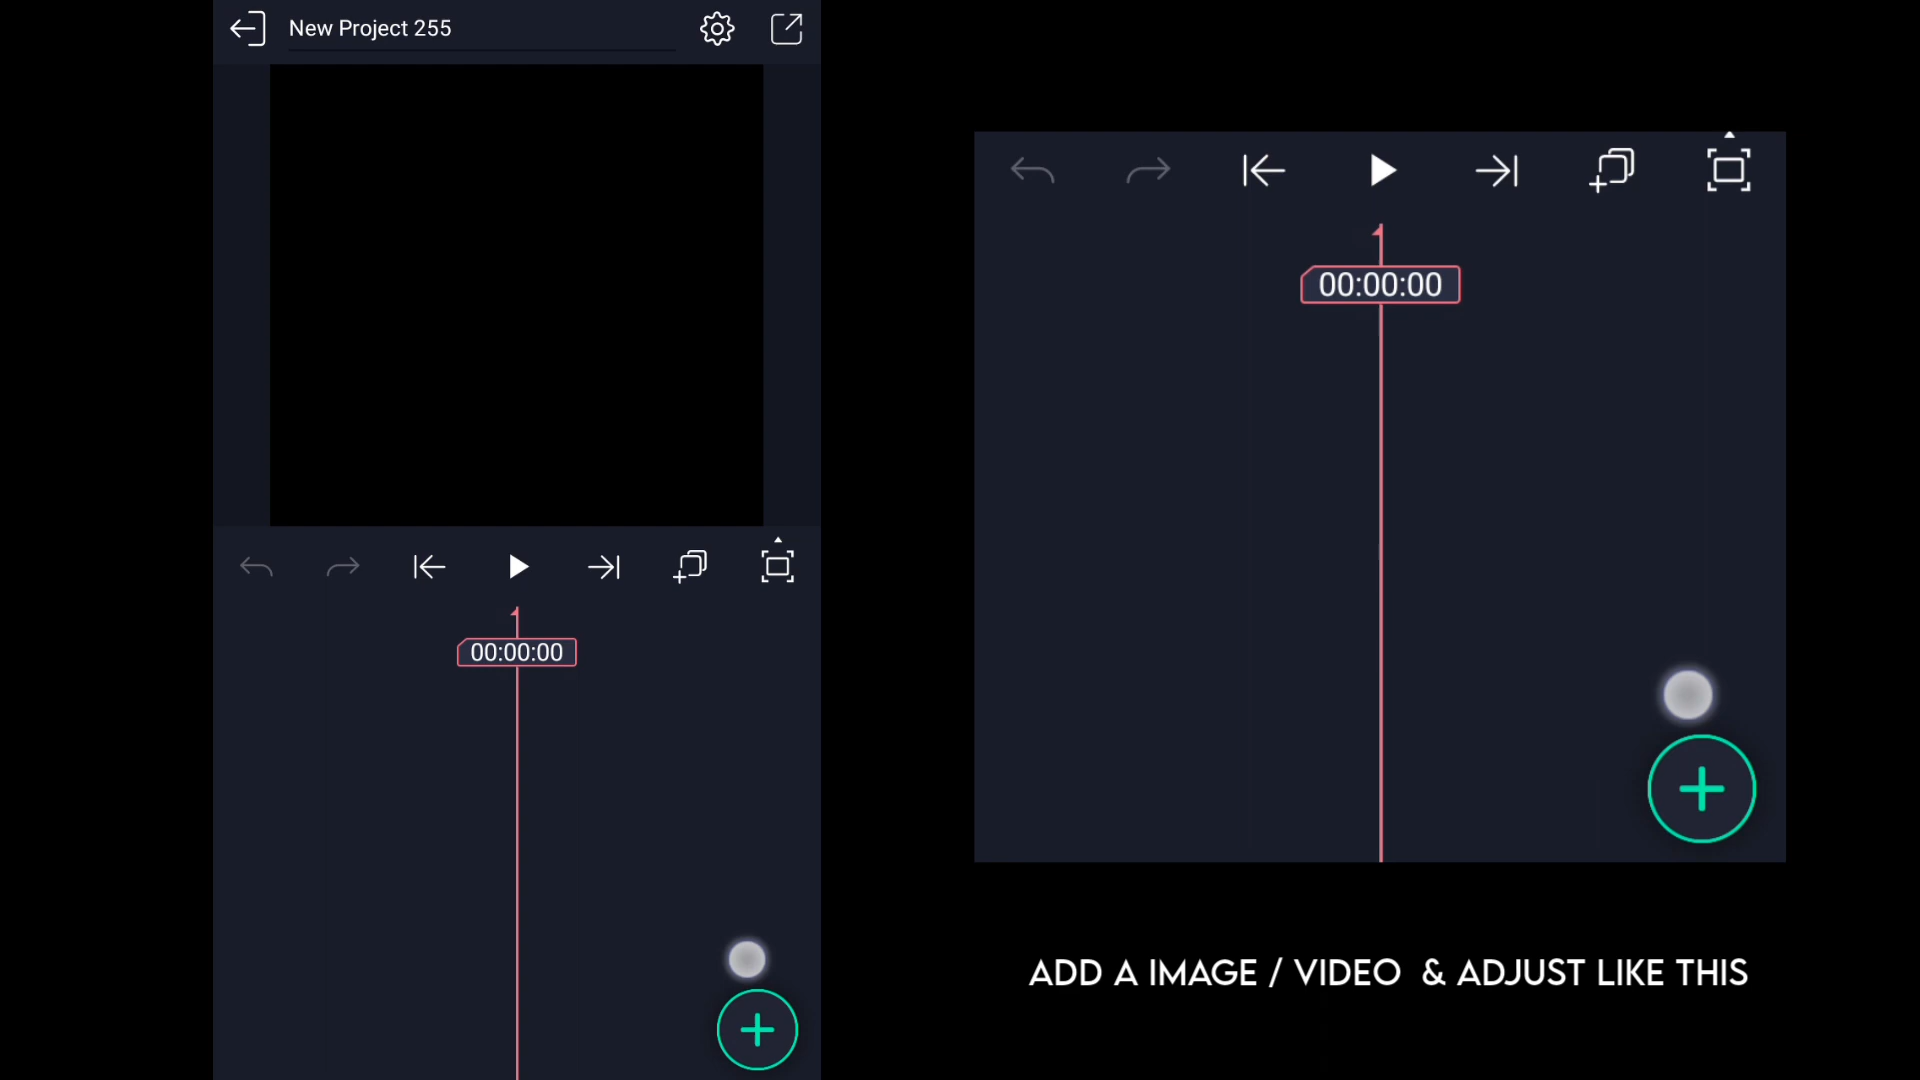 New Project 255
00:00:00
00:00:00
ADD A IMAGE / VIDEO & ADJUST LIKE THIS